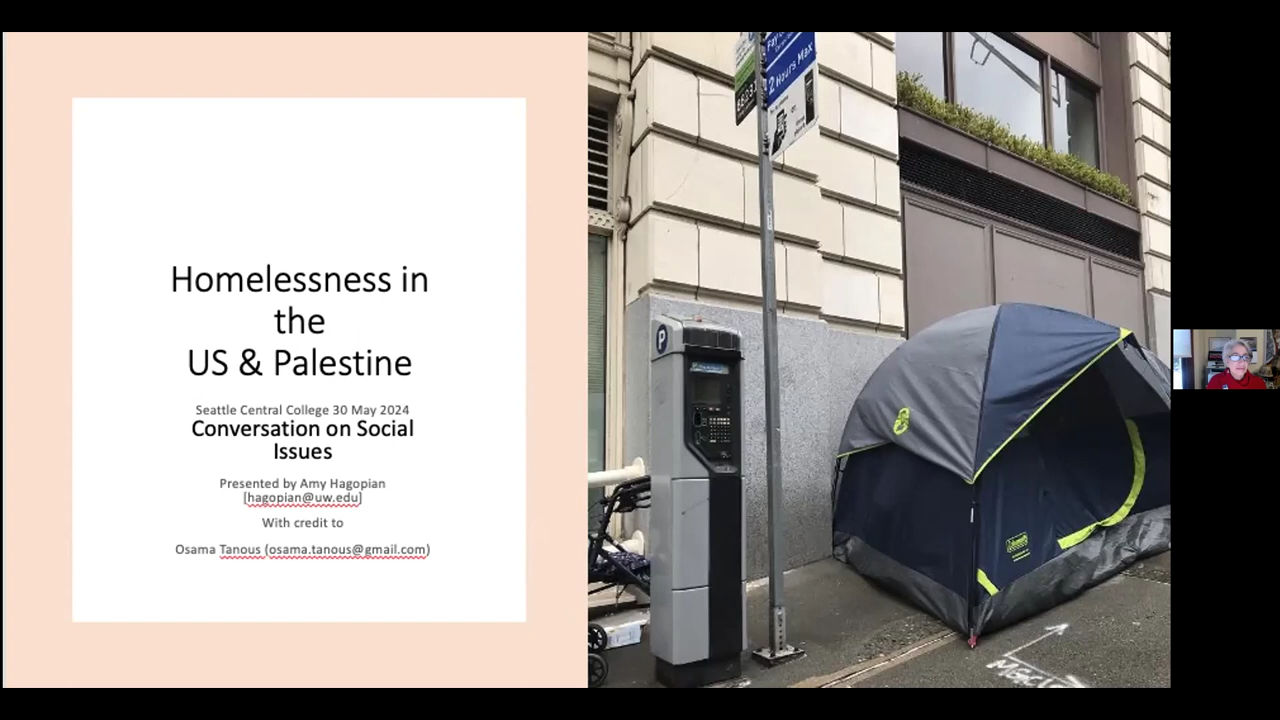 Homelessness in
the
US & Palestine
Seattle Central College 30 May 2024
Conversation on Social
Issues
Presented by Amy Hagopian
[hagopian@uw.edu]
With credit to
Osama Tanous (osama.tanous@gmail.com)
2 Hours Max
P
Coleman